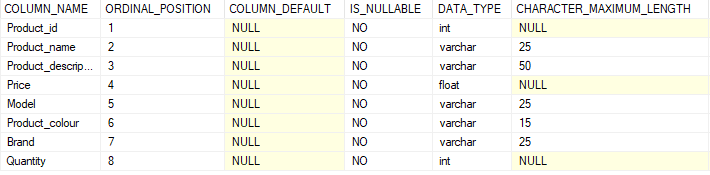 COLUMN_NAME ORDINAL_POSITION COLUMN_DEFAULT IS_NULLABLE DATA_TYPE CHARACTER_MAXIMUM_LENGTH
Product_id 1 NULL NO int NULL
Product_name 2 NULL NO varchar 25
Product_descrip... 3 NULL NO varchar 50
Price 4 NULL NO float NULL
Model 5 NULL NO varchar 25
Product_colour 6 NULL NO varchar 15
Brand 7 NULL NO varchar 25
Quantity 8 NULL NO int NULL